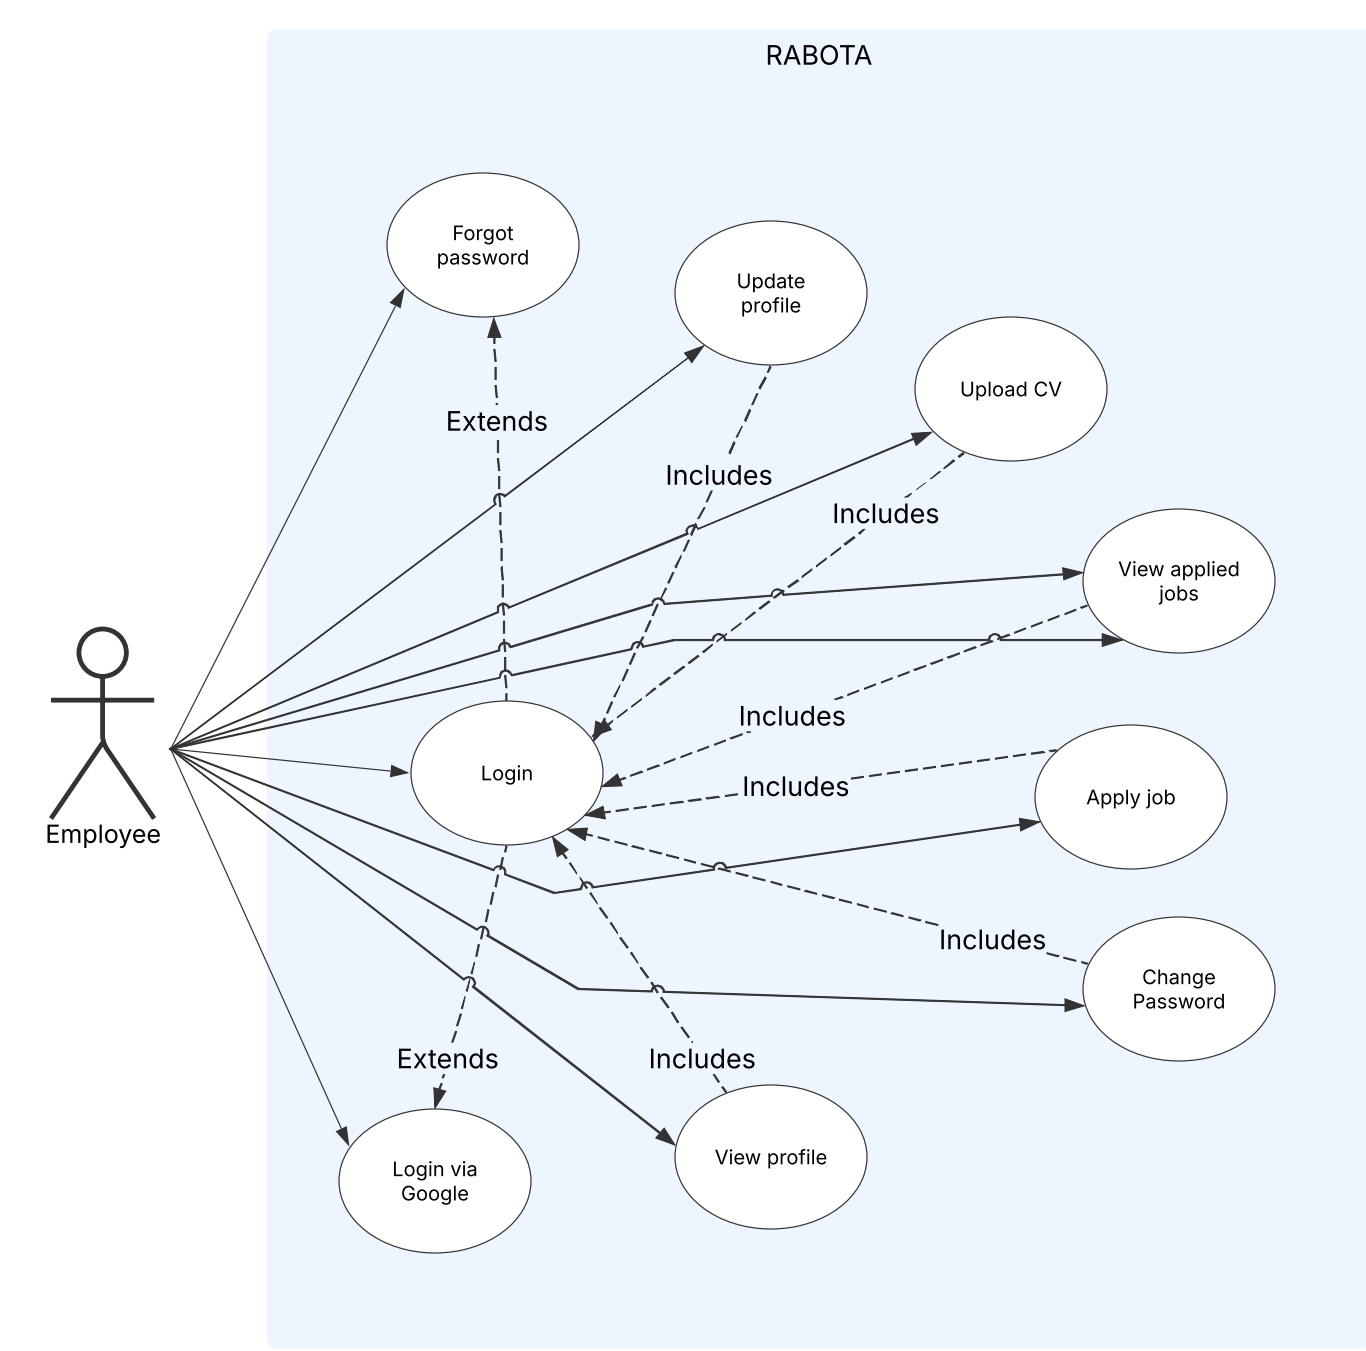 RABOTA
Forgot
password
Update
profile
Upload CV
Extends
Includes
Includes
View applied
jobs
Includes
Login
Includes
Apply job
Employee
Includes
Change
Password
Extends
Includes
View profile
Login via
Google